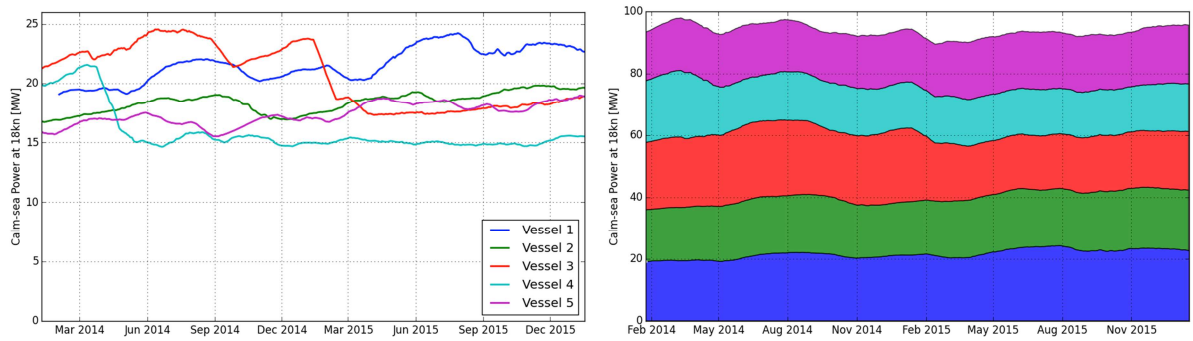 25
20
15
10
5
0
Calm-sea Power at 18kn [MW]
Vessel 1
Vessel 2
Vessel 3
Vessel 4
Vessel 5
Mar 2014 Jun 2014 Sep 2014 Dec 2014 Mar 2015 Jun 2015 Sep 2015 Dec 2015
100
80
60
40
20
0
Calm-sea Power at 18kn [MW]
Feb 2014 May 2014 Aug 2014 Nov 2014 Feb 2015 May 2015 Aug 2015 Nov 2015